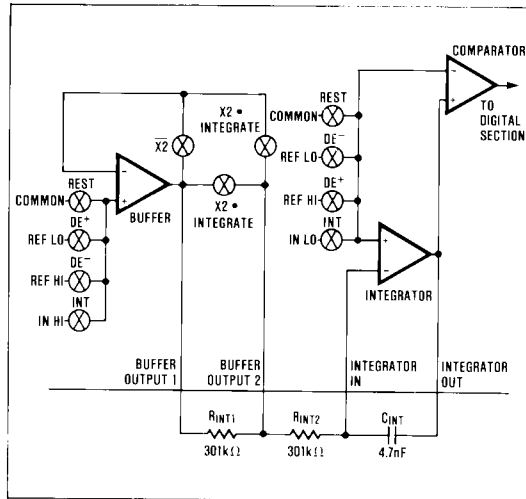 COMPARATOR
−
+
TO
DIGITAL
SECTION
REST
COMMON
DE−
REF LO
DE+
REF HI
INT
IN LO
+
−
INTEGRATOR
X2 •
INTEGRATE
X̅2̅
X2 •
INTEGRATE
−
+
BUFFER
REST
COMMON
DE+
REF LO
DE−
REF HI
INT
IN HI
BUFFER
OUTPUT 1
BUFFER
OUTPUT 2
INTEGRATOR
IN
INTEGRATOR
OUT
RINT1
301kΩ
RINT2
301kΩ
CINT
4.7nF